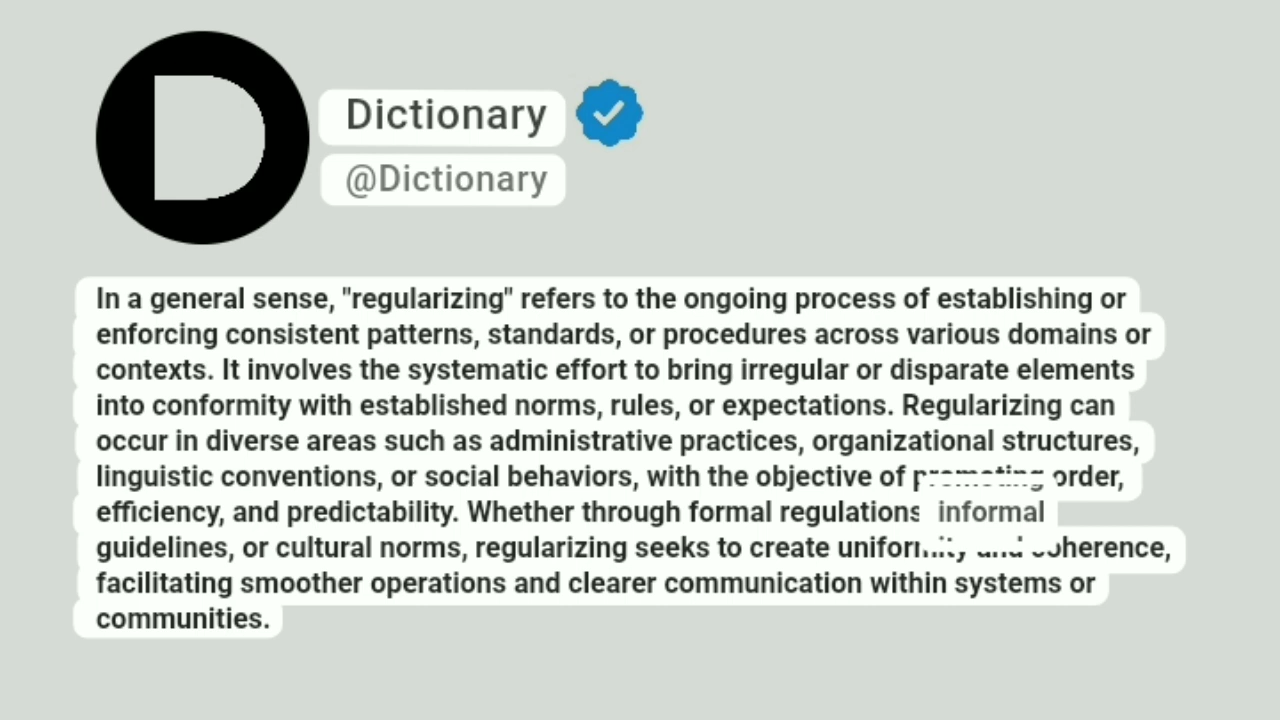 D
Dictionary
@Dictionary
In a general sense, "regularizing" refers to the ongoing process of establishing or
enforcing consistent patterns, standards, or procedures across various domains or
contexts. It involves the systematic effort to bring irregular or disparate elements
into conformity with established norms, rules, or expectations. Regularizing can
occur in diverse areas such as administrative practices, organizational structures,
linguistic conventions, or social behaviors, with the objective of promoting order,
efficiency, and predictability. Whether through formal regulations informal
guidelines, or cultural norms, regularizing seeks to create uniformity and coherence,
facilitating smoother operations and clearer communication within systems or
communities.